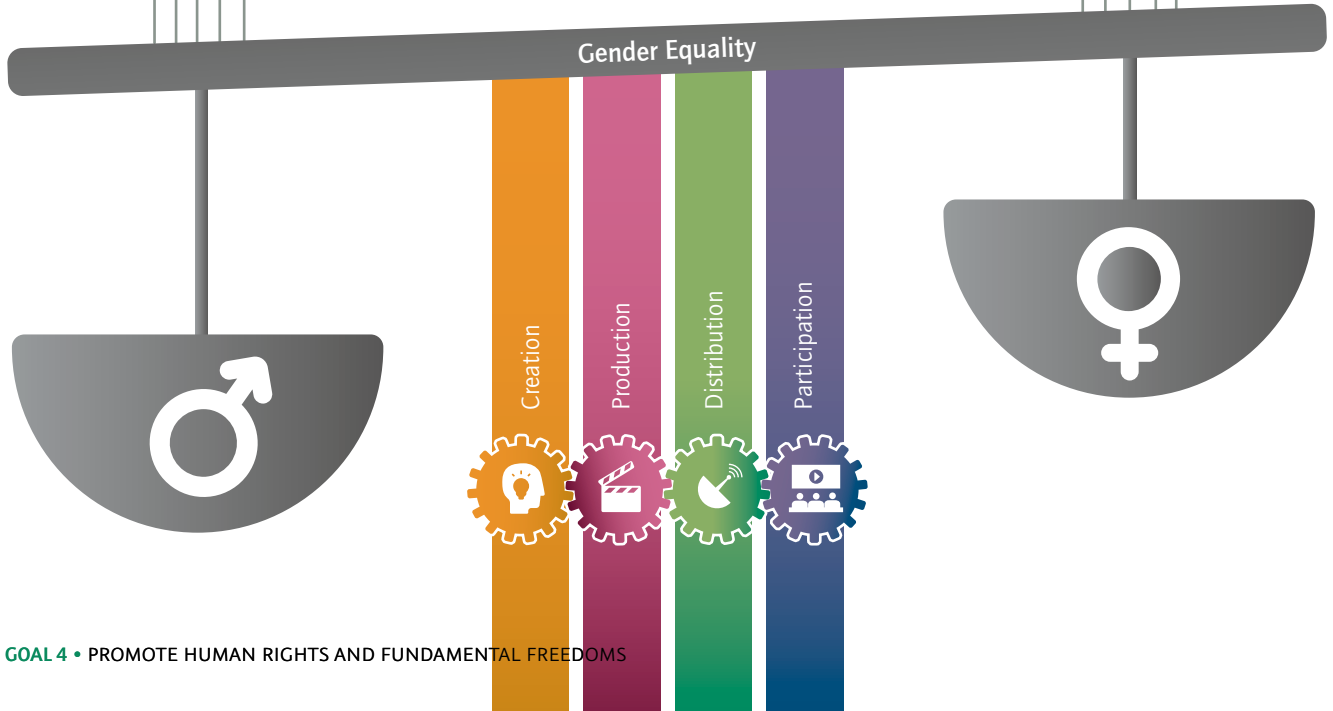 Gender Equality
Creation
Production
Distribution
Participation
GOAL 4 • PROMOTE HUMAN RIGHTS AND FUNDAMENTAL FREEDOMS